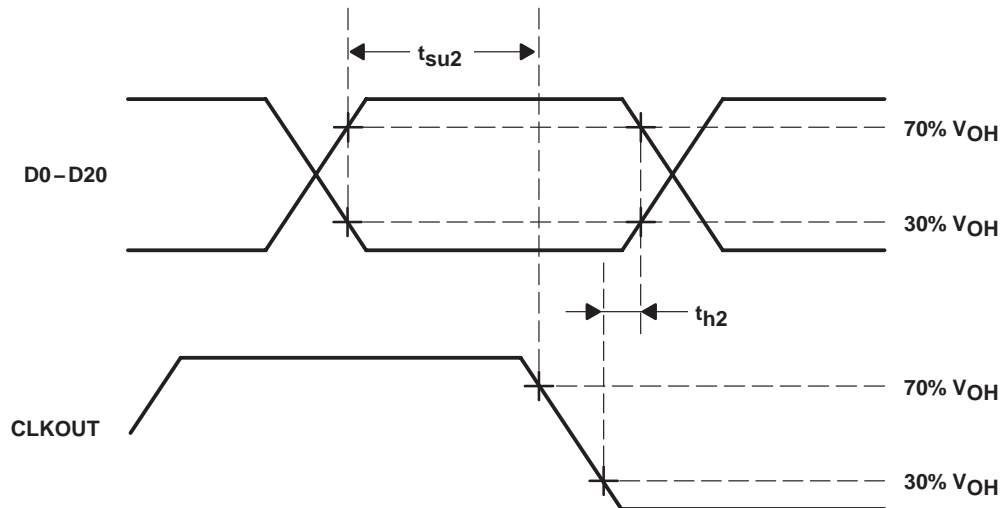 tsu2
70% VOH
D0–D20
30% VOH
th2
70% VOH
CLKOUT
30% VOH